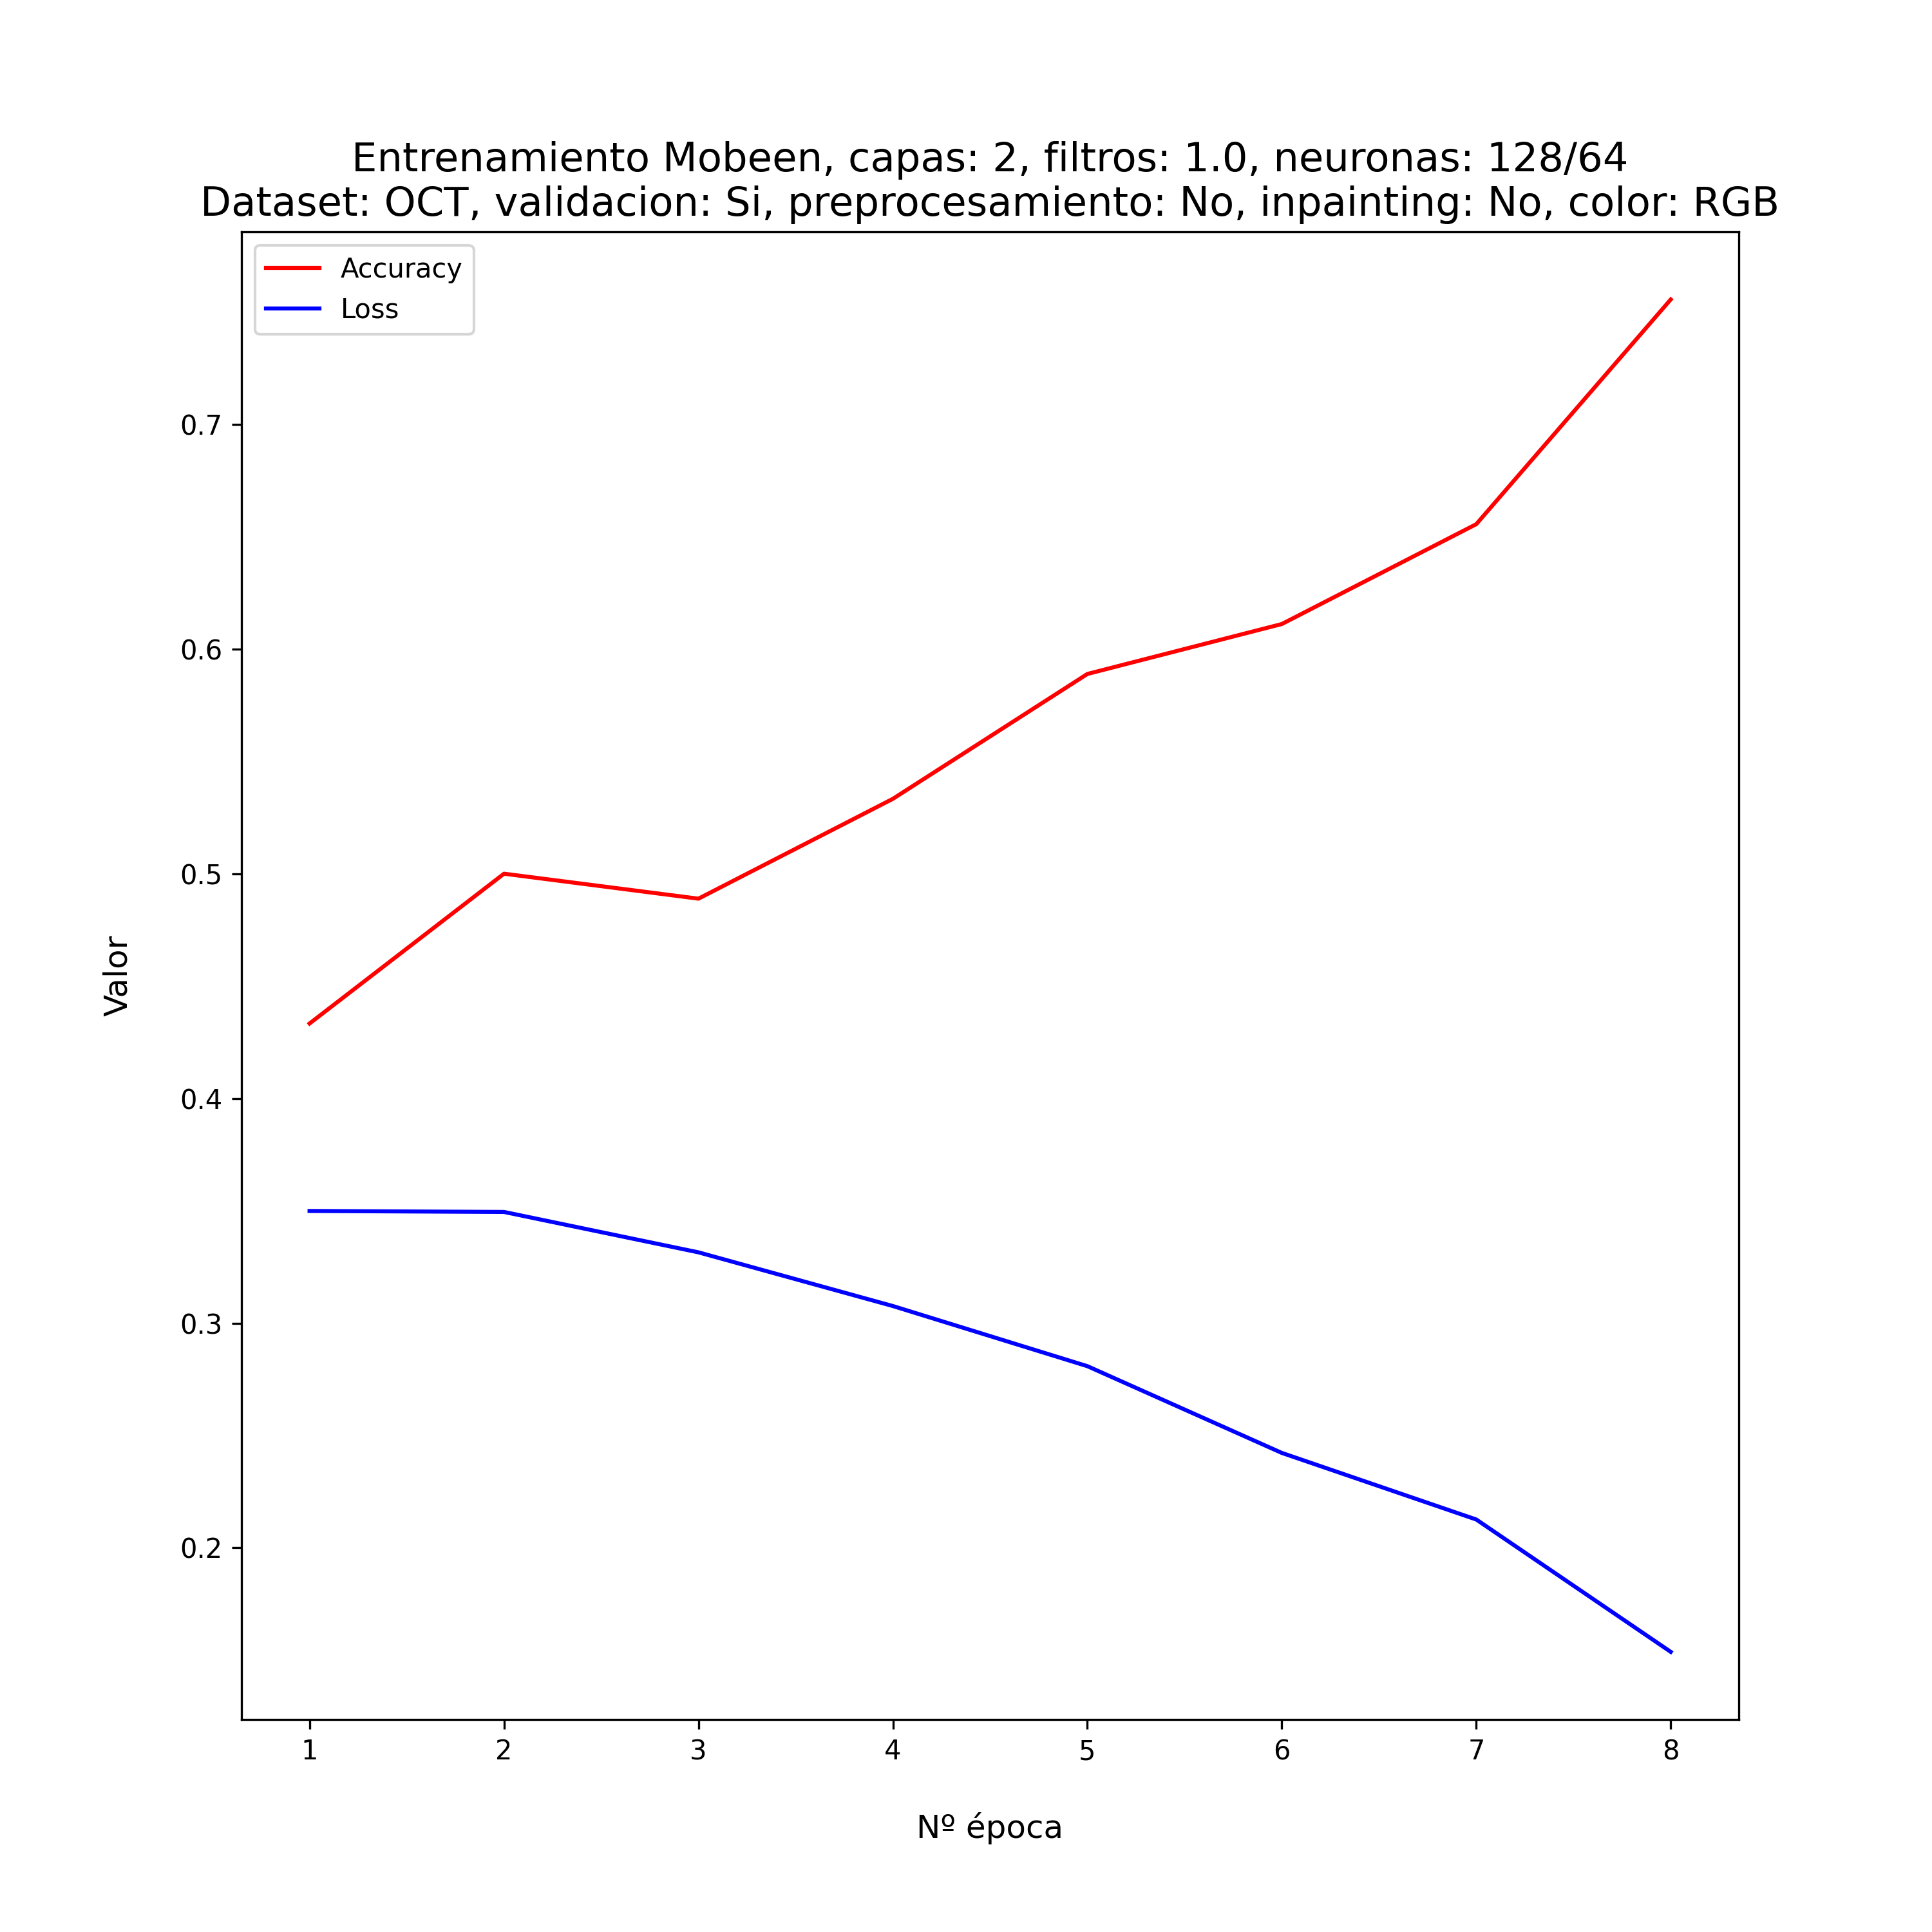 Entrenamiento Mobeen, capas: 2, filtros: 1.0, neuronas: 128/64
Dataset: OCT, validacion: Si, preprocesamiento: No, inpainting: No, color: RGB
Accuracy
Loss
0.7
0.6
0.5
0.4
0.3
0.2
Valor
1 2 3 4 5 6 7 8
Nº época